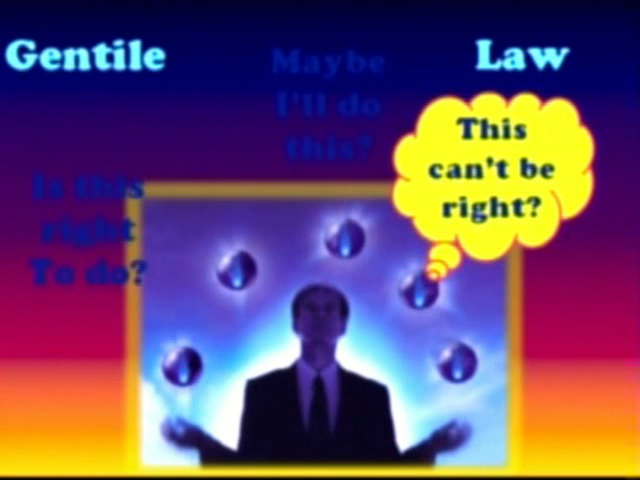 Gentile
Law
Maybe
I'll do
this?
This
can't be
right?
Is this
right
To do?